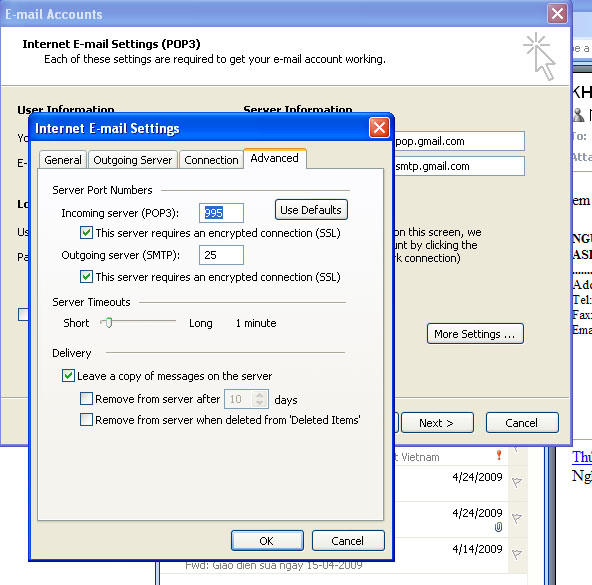 E-mail Accounts
Internet E-mail Settings (POP3)
Each of these settings are required to get your e-mail account working.
User Information
Server Information
pop.gmail.com
smtp.gmail.com
on this screen, we
unt by clicking the
rk connection)
More Settings ...
Next >
Cancel
Internet E-mail Settings
General
Outgoing Server
Connection
Advanced
Server Port Numbers
Incoming server (POP3):
995
Use Defaults
This server requires an encrypted connection (SSL)
Outgoing server (SMTP):
25
This server requires an encrypted connection (SSL)
Server Timeouts
Short
Long
1 minute
Delivery
Leave a copy of messages on the server
Remove from server after
10
days
Remove from server when deleted from 'Deleted Items'
OK
Cancel
t Vietnam
4/24/2009
4/24/2009
4/14/2009
Fwd: Giao dien sua ngay 15-04-2009
be a
KH
To:
Atta
em
NGU
ASI
Add
Tel:
Fax:
Ema
Thứ
Ngh